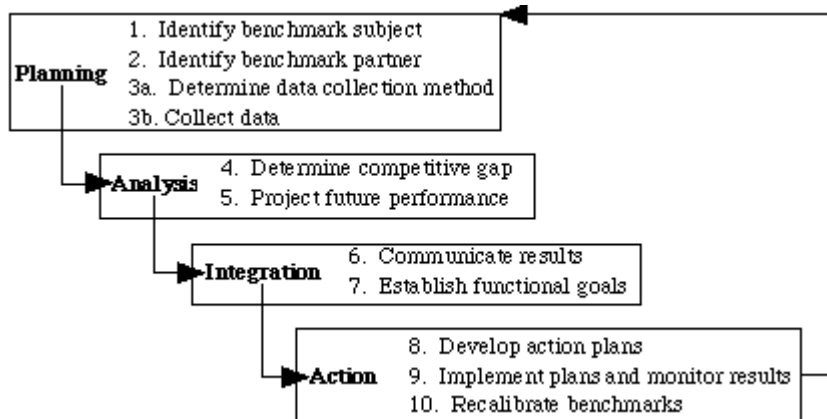 1. Identify benchmark subject
2. Identify benchmark partner
Planning
3a. Determine data collection method
3b. Collect data
4. Determine competitive gap
Analysis
5. Project future performance
6. Communicate results
Integration
7. Establish functional goals
8. Develop action plans
Action
9. Implement plans and monitor results
10. Recalibrate benchmarks